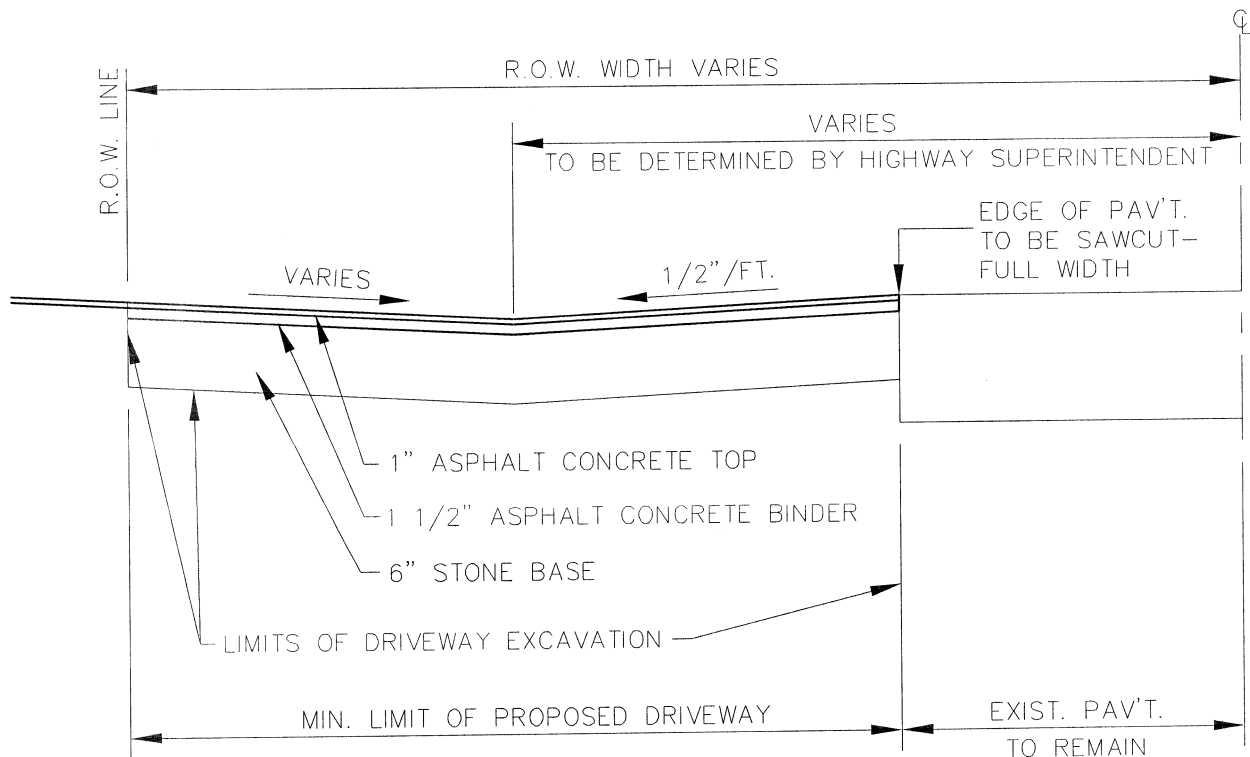 ℄
R.O.W. WIDTH VARIES
R.O.W. LINE
VARIES
TO BE DETERMINED BY HIGHWAY SUPERINTENDENT
EDGE OF PAV'T.
TO BE SAWCUT-
FULL WIDTH
VARIES
1/2"/FT.
1" ASPHALT CONCRETE TOP
1 1/2" ASPHALT CONCRETE BINDER
6" STONE BASE
LIMITS OF DRIVEWAY EXCAVATION
MIN. LIMIT OF PROPOSED DRIVEWAY
EXIST. PAV'T.
TO REMAIN